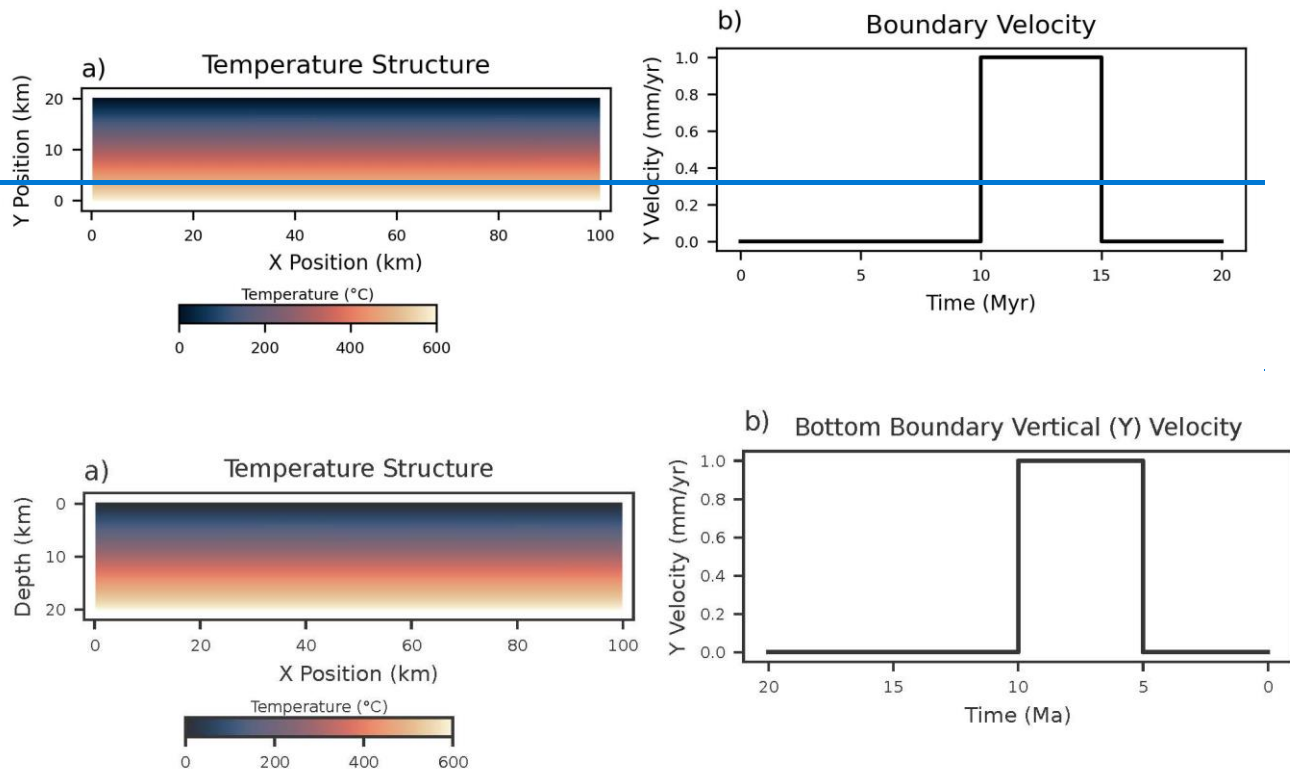 a)
Temperature Structure
Y Position (km)
20
10
0
0 20 40 60 80 100
X Position (km)
Temperature (°C)
0 200 400 600
b)
Boundary Velocity
Y Velocity (mm/yr)
1.0
0.8
0.6
0.4
0.2
0.0
0 5 10 15 20
Time (Myr)
a)
Temperature Structure
Depth (km)
0
10
20
0 20 40 60 80 100
X Position (km)
Temperature (°C)
0 200 400 600
b)
Bottom Boundary Vertical (Y) Velocity
Y Velocity (mm/yr)
1.0
0.8
0.6
0.4
0.2
0.0
20 15 10 5 0
Time (Ma)